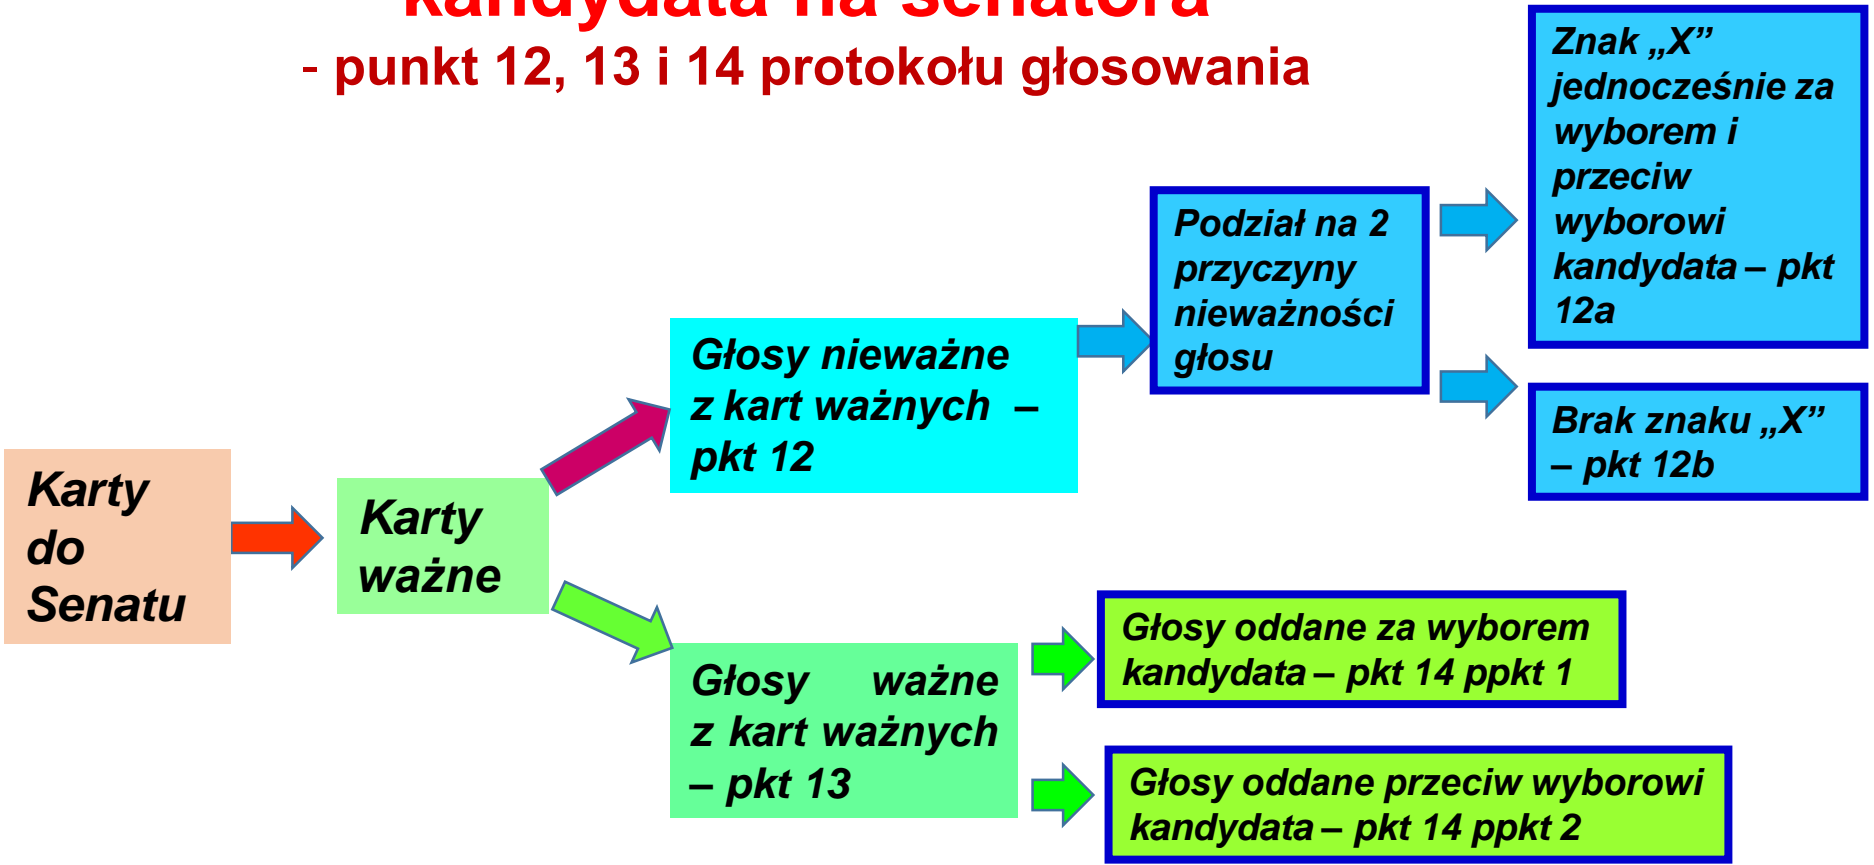 kandydata na senatora
- punkt 12, 13 i 14 protokołu głosowania
Karty
do
Senatu
Karty
ważne
Głosy nieważne
z kart ważnych –
pkt 12
Podział na 2
przyczyny
nieważności
głosu
Znak „X”
jednocześnie za
wyborem i
przeciw
wyborowi
kandydata – pkt
12a
Brak znaku „X”
– pkt 12b
Głosy ważne
z kart ważnych
– pkt 13
Głosy oddane za wyborem
kandydata – pkt 14 ppkt 1
Głosy oddane przeciw wyborowi
kandydata – pkt 14 ppkt 2